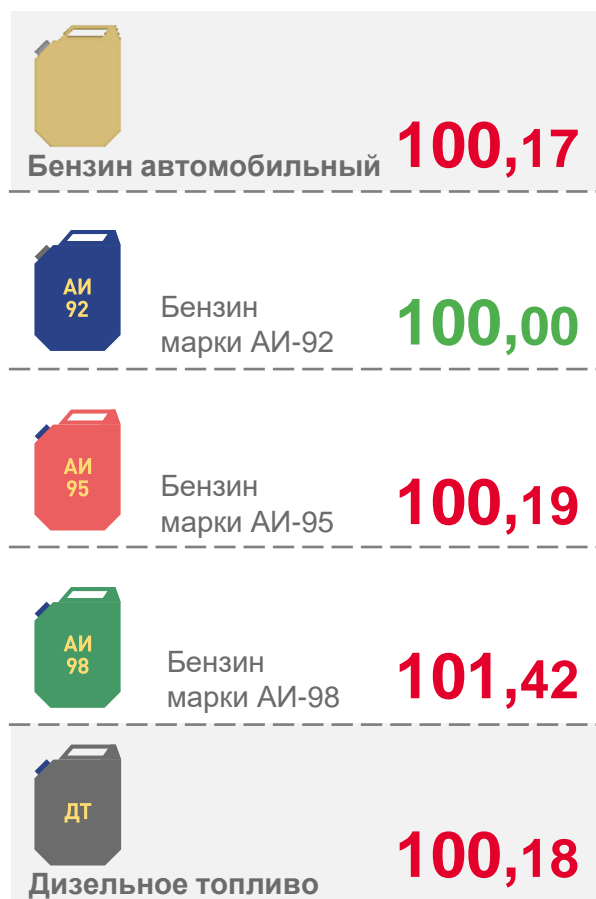 100,17
Бензин автомобильный
АИ
92
Бензин
марки АИ-92
100,00
АИ
95
Бензин
марки АИ-95
100,19
АИ
98
Бензин
марки АИ-98
101,42
ДТ
100,18
Дизельное топливо